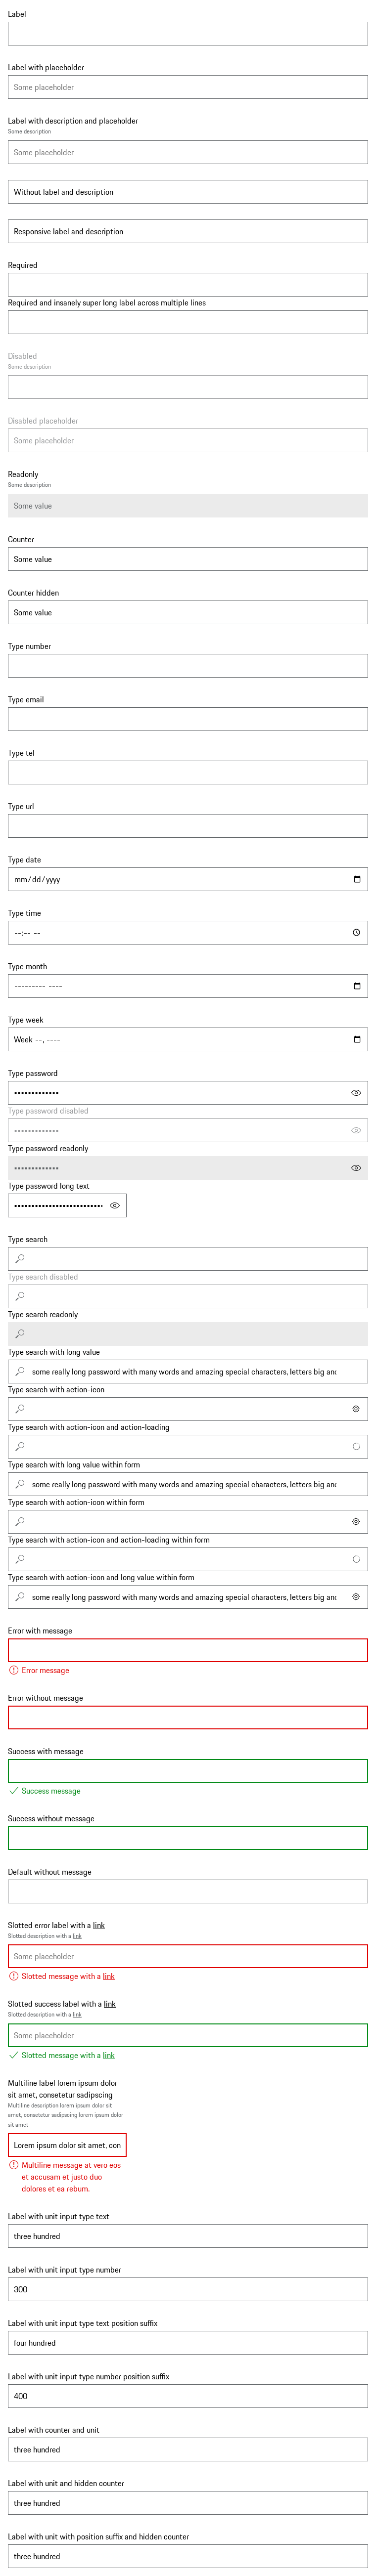 Label
Label with placeholder
Some placeholder
Label with description and placeholder
Some description
Some placeholder
Without label and description
Responsive label and description
Required
Required and insanely super long label across multiple lines
Disabled
Some description
Disabled placeholder
Some placeholder
Readonly
Some description
Some value
Counter
Some value
Counter hidden
Some value
Type number
Type email
Type tel
Type url
Type date
mm/dd/yyyy
Type time
--:-- --
Type month
--------- ----
Type week
Week --, ----
Type password
•••••••••••••
Type password disabled
•••••••••••••
Type password readonly
•••••••••••••
Type password long text
••••••••••••••••••••••••••
Type search
Type search disabled
Type search readonly
Type search with long value
some really long password with many words and amazing special characters, letters big and
Type search with action-icon
Type search with action-icon and action-loading
Type search with long value within form
some really long password with many words and amazing special characters, letters big and
Type search with action-icon within form
Type search with action-icon and action-loading within form
Type search with action-icon and long value within form
some really long password with many words and amazing special characters, letters big and
Error with message
Error message
Error without message
Success with message
Success message
Success without message
Default without message
Slotted error label with a link
Slotted description with a link
Some placeholder
Slotted message with a link
Slotted success label with a link
Slotted description with a link
Some placeholder
Slotted message with a link
Multiline label lorem ipsum dolor
sit amet, consetetur sadipscing
Multiline description lorem ipsum dolor sit
amet, consetetur sadipscing lorem ipsum dolor
sit amet
Lorem ipsum dolor sit amet, con
Multiline message at vero eos
et accusam et justo duo
dolores et ea rebum.
Label with unit input type text
three hundred
Label with unit input type number
300
Label with unit input type text position suffix
four hundred
Label with unit input type number position suffix
400
Label with counter and unit
three hundred
Label with unit and hidden counter
three hundred
Label with unit with position suffix and hidden counter
three hundred